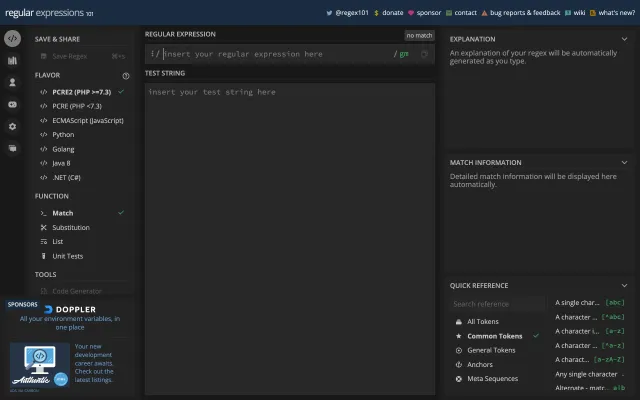 regular expressions 101
@regex101
$ donate
sponsor
contact
bug reports & feedback
wiki
what's new?
SAVE & SHARE
Save Regex
⌘+s
FLAVOR
</> PCRE2 (PHP >=7.3)
</> PCRE (PHP <7.3)
</> ECMAScript (JavaScript)
</> Python
</> Golang
</> Java 8
</> .NET (C#)
FUNCTION
>_ Match
Substitution
List
Unit Tests
TOOLS
Code Generator
SPONSORS
DOPPLER
All your environment variables, in
one place
Authentic
Your new
development
career awaits.
Check out the
latest listings.
REGULAR EXPRESSION
no match
/ insert your regular expression here
/ gm
TEST STRING
insert your test string here
EXPLANATION
An explanation of your regex will be automatically
generated as you type.
MATCH INFORMATION
Detailed match information will be displayed here
automatically.
QUICK REFERENCE
Search reference
All Tokens
Common Tokens
General Tokens
Anchors
Meta Sequences
A single char... [abc]
A character ... [^abc]
A character i... [a-z]
A character ... [^a-z]
A charact... [a-zA-Z]
Any single character .
Alternate - matc... a|b